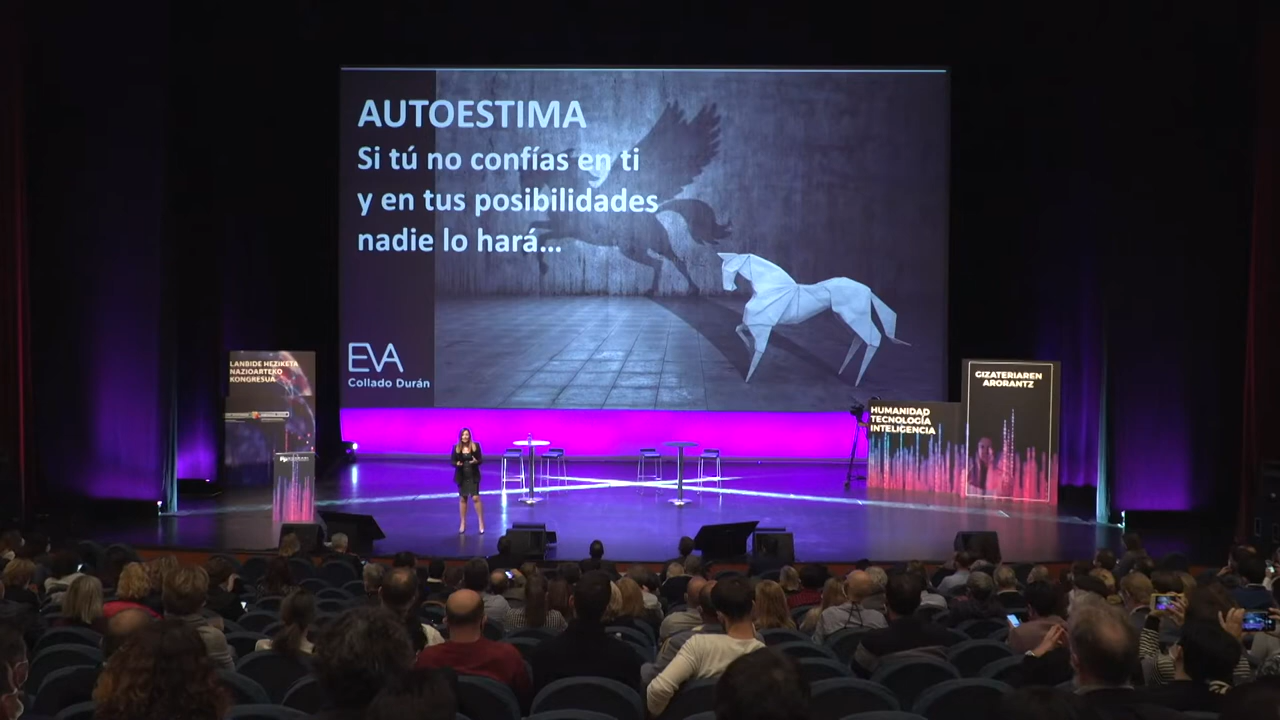 AUTOESTIMA
Si tú no confías en ti
y en tus posibilidades
nadie lo hará...
EVA
Collado Durán
LANBIDE HEZIKETA
NAZIOARTEKO
KONGRESUA
HUMANIDAD
TECNOLOGÍA
INTELIGENCIA
GIZATERIAREN
ARORANTZ